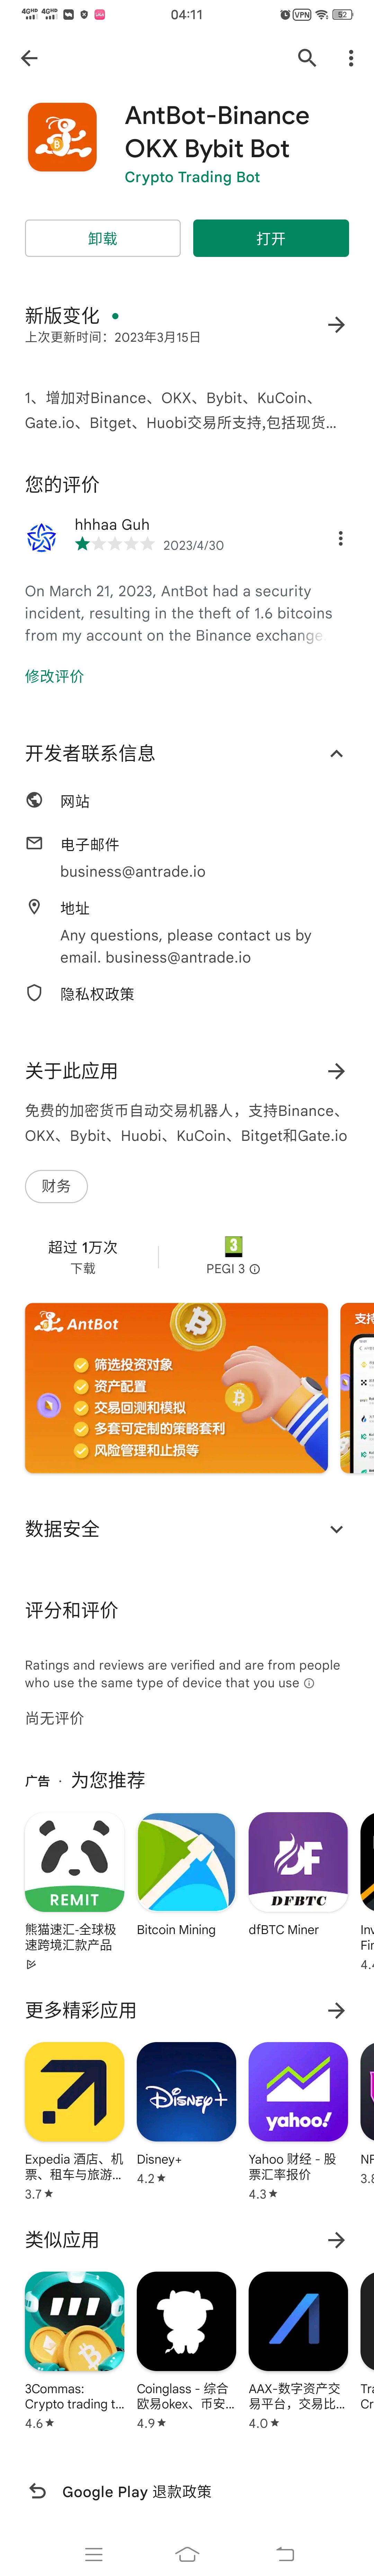 4GHD 4GHD 04:11 VPN 52
AntBot-Binance
OKX Bybit Bot
Crypto Trading Bot
卸载
打开
新版变化
上次更新时间：2023年3月15日
1、增加对Binance、OKX、Bybit、KuCoin、
Gate.io、Bitget、Huobi交易所支持,包括现货...
您的评价
hhhaa Guh
2023/4/30
On March 21, 2023, AntBot had a security
incident, resulting in the theft of 1.6 bitcoins
from my account on the Binance exchange
修改评价
开发者联系信息
网站
电子邮件
business@antrade.io
地址
Any questions, please contact us by
email. business@antrade.io
隐私权政策
关于此应用
免费的加密货币自动交易机器人，支持Binance、
OKX、Bybit、Huobi、KuCoin、Bitget和Gate.io
财务
超过 1万次
下载
3
PEGI 3
AntBot
筛选投资对象
资产配置
交易回测和模拟
多套可定制的策略套利
风险管理和止损等
支持
数据安全
评分和评价
Ratings and reviews are verified and are from people
who use the same type of device that you use
尚无评价
广告 · 为您推荐
REMIT
DF
DFBTC
熊猫速汇-全球极
速跨境汇款产品
Bitcoin Mining
dfBTC Miner
Inv
Fin
4.4
更多精彩应用
Disney+
yahoo!
Expedia 酒店、机
票、租车与旅游...
3.7★
Disney+
4.2★
Yahoo 财经 - 股
票汇率报价
4.3★
NF
3.8
类似应用
3Commas:
Crypto trading t...
4.6★
Coinglass - 综合
欧易okex、币安...
4.9★
AAX-数字资产交
易平台，交易比...
4.0★
Tra
Cr
Google Play 退款政策